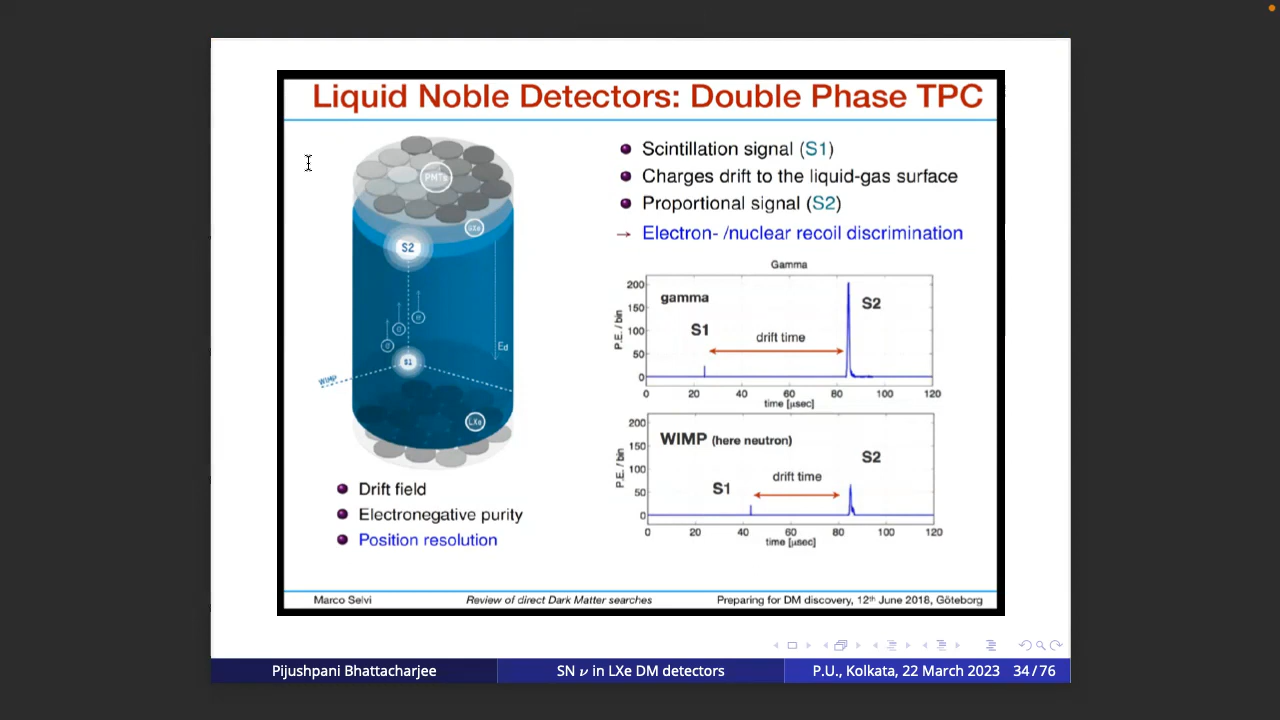 Liquid Noble Detectors: Double Phase TPC
PMTs
S2
S1
WIMP
Ed
LXe
Drift field
Electronegative purity
Position resolution
Scintillation signal (S1)
Charges drift to the liquid-gas surface
Proportional signal (S2)
→ Electron- /nuclear recoil discrimination
Gamma
gamma
S1
drift time
S2
P.E. / bin
200
150
100
50
0
0 20 40 60 80 100 120
time [µsec]
WIMP (here neutron)
S1
drift time
S2
P.E. / bin
200
150
100
50
0
0 20 40 60 80 100 120
time [µsec]
Marco Selvi Review of direct Dark Matter searches Preparing for DM discovery, 12th June 2018, Göteborg
Pijushpani Bhattacharjee SN ν in LXe DM detectors P.U., Kolkata, 22 March 2023 34 / 76